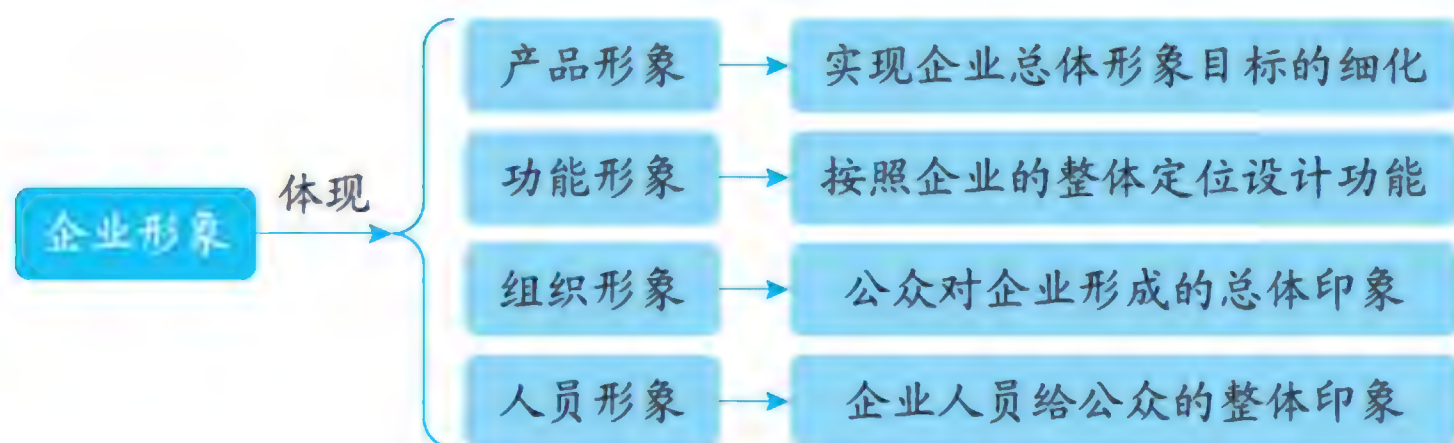 企业形象
体现
产品形象
实现企业总体形象目标的细化
功能形象
按照企业的整体定位设计功能
组织形象
公众对企业形成的总体印象
人员形象
企业人员给公众的整体印象